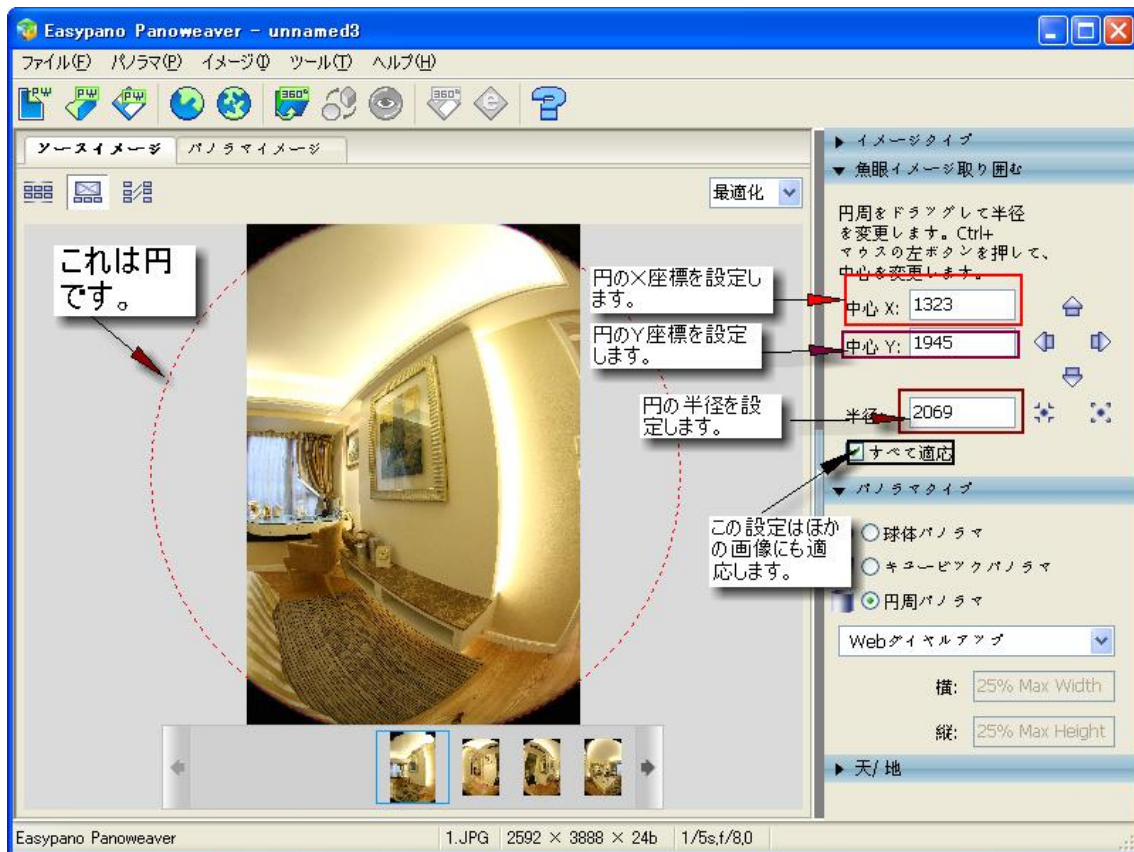 Easypano Panoweaver - unnamed3
ファイル(F) パノラマ(P) イメージ(I) ツール(T) ヘルプ(H)
ソースイメージ パノラマイメージ
最適化
これは円
です。
円のX座標を設定し
ます。
円のY座標を設定
します。
円の半径を設
定します。
この設定はほか
の画像にも適
応します。
イメージタイプ
魚眼イメージ取り囲む
円周をドラッグして半径
を変更します。Ctrl+
マウスの左ボタンを押して、
中心を変更します。
中心 X: 1323
中心 Y: 1945
半径: 2069
すべて適応
パノラマタイプ
球体パノラマ
キュービックパノラマ
円周パノラマ
Webダイヤルアップ
横: 25% Max Width
縦: 25% Max Height
天/地
Easypano Panoweaver 1.JPG 2592 × 3888 × 24b 1/5s,f/8,0